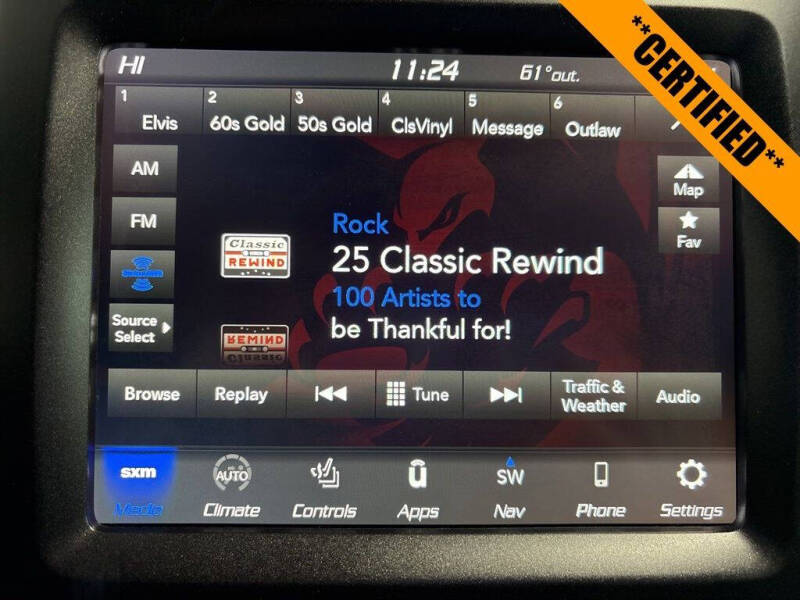 HI 11:24 61°out.
**CERTIFIED**
1 Elvis 2 60s Gold 3 50s Gold 4 ClsVinyl 5 Message 6 Outlaw
AM
Map
FM
Rock
Fav
Classic
REWIND
25 Classic Rewind
100 Artists to
Source
Select
be Thankful for!
REWIND
Classic
Browse Replay Tune Traffic &
Weather Audio
sxm AUTO u SW
Media Climate Controls Apps Nav Phone Settings